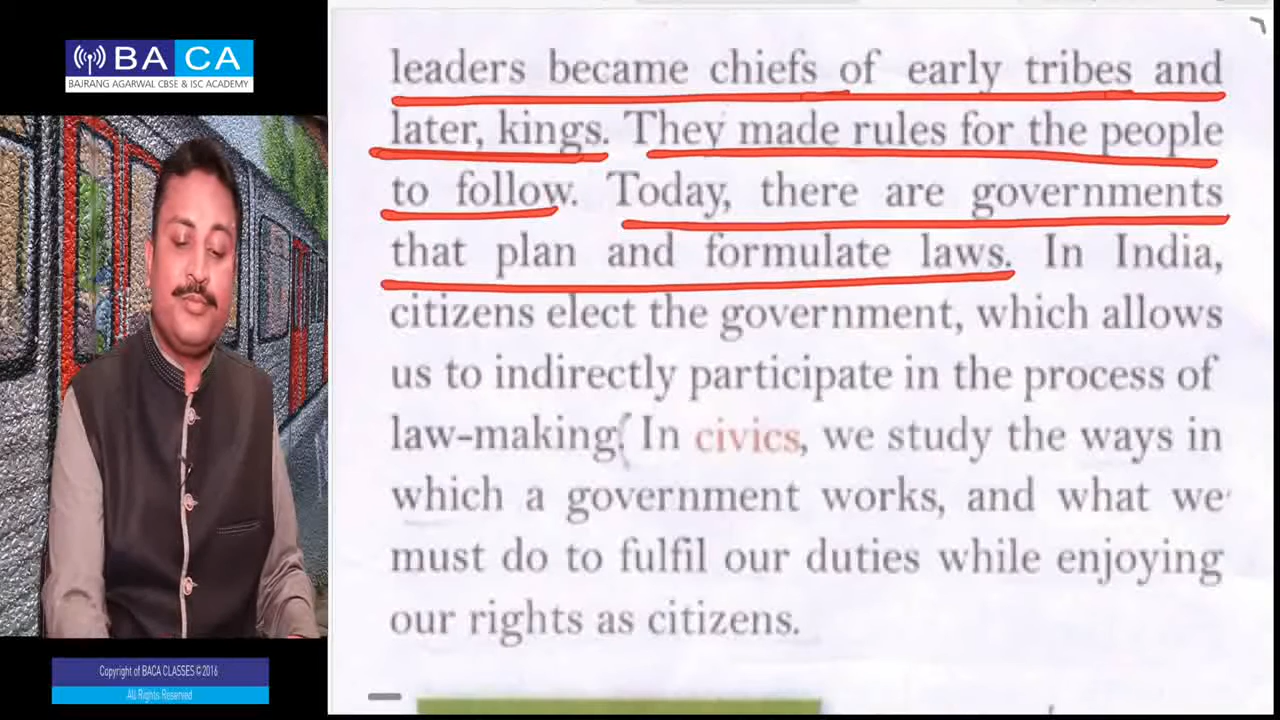 BACA
BAJRANG AGARWAL CBSE & ISC ACADEMY
leaders became chiefs of early tribes and
later, kings. They made rules for the people
to follow. Today, there are governments
that plan and formulate laws. In India,
citizens elect the government, which allows
us to indirectly participate in the process of
law-making. In civics, we study the ways in
which a government works, and what we
must do to fulfil our duties while enjoying
our rights as citizens.
Copyright of BACA CLASSES ©2016
All Rights Reserved